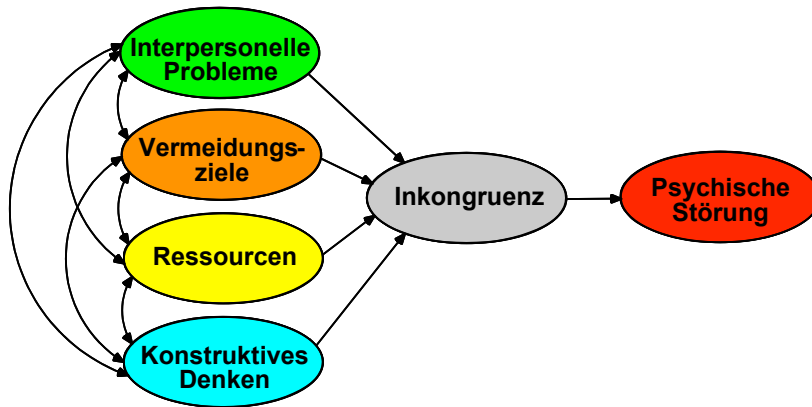 Interpersonelle
Probleme
Vermeidungs-
ziele
Ressourcen
Konstruktives
Denken
Inkongruenz
Psychische
Störung